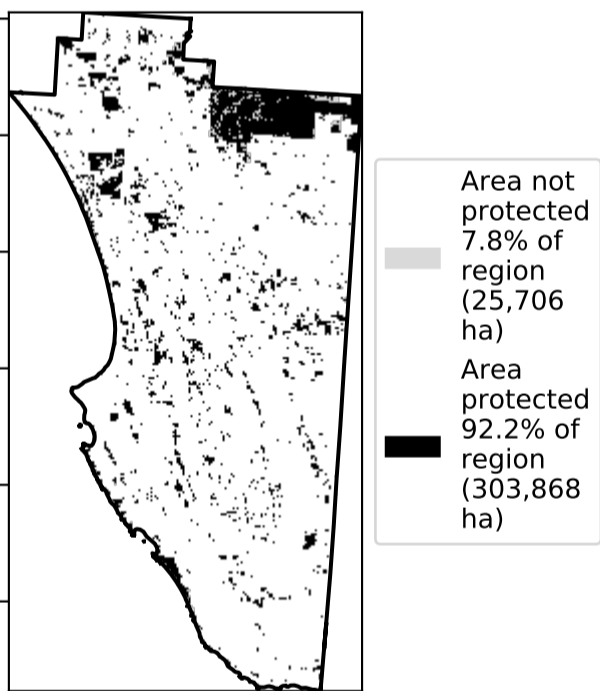 Area not
protected
7.8% of
region
(25,706
ha)
Area
protected
92.2% of
region
(303,868
ha)